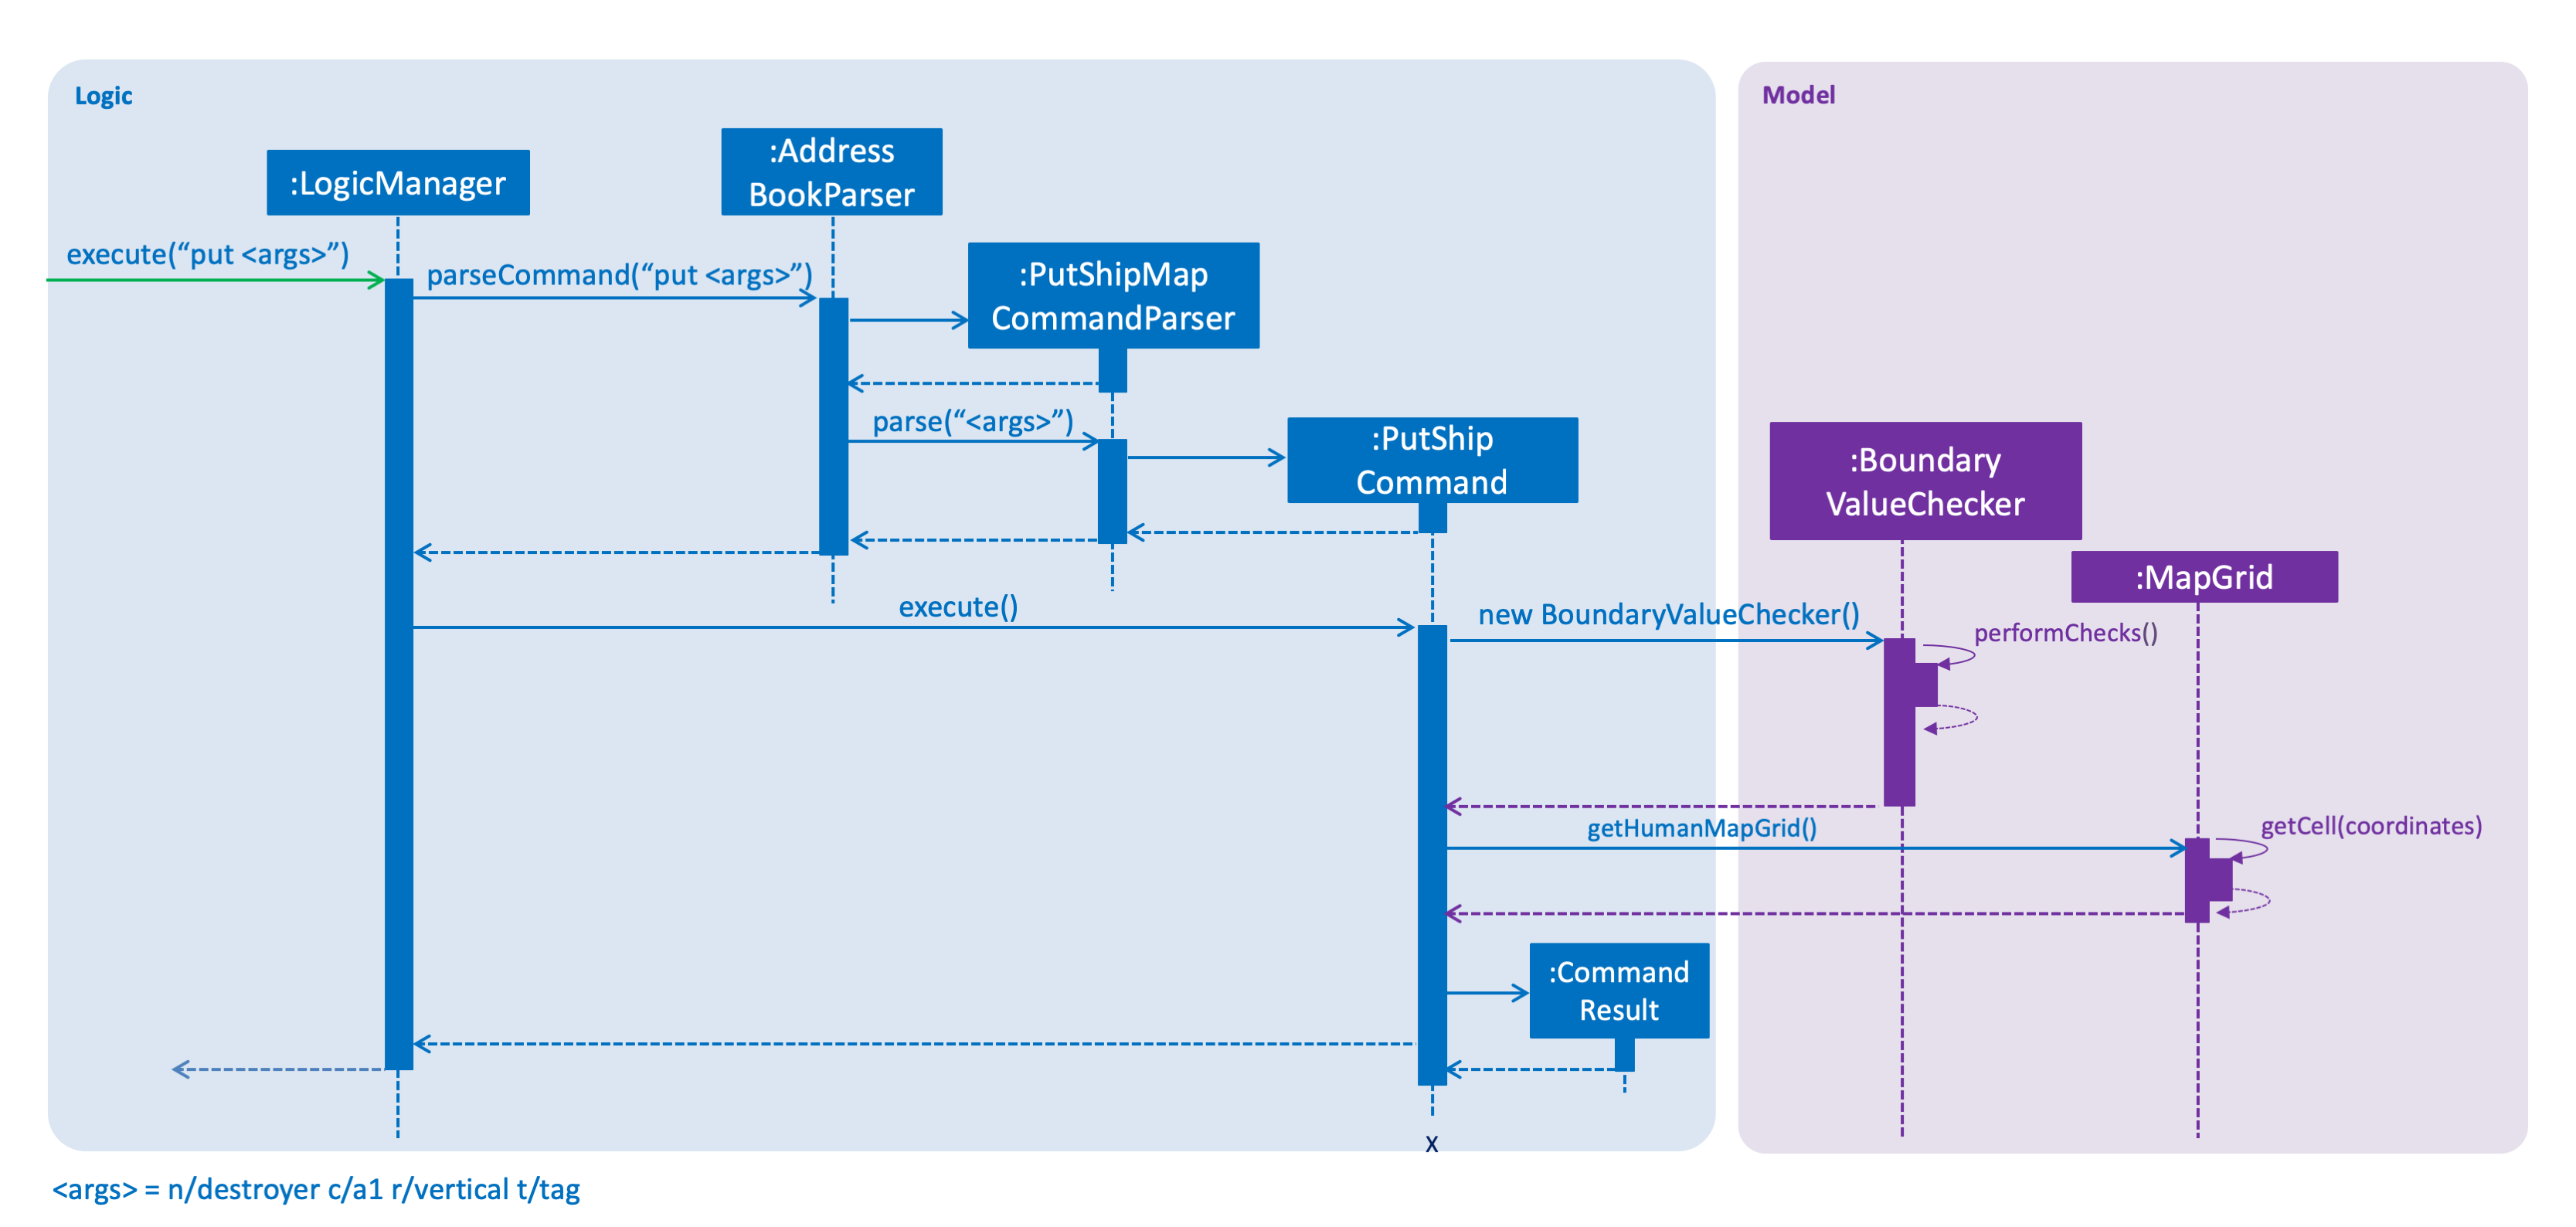 Logic
Model
:Address
BookParser
:LogicManager
execute(“put <args>”)
parseCommand(“put <args>”)
:PutShipMap
CommandParser
parse(“<args>”)
:PutShip
Command
:Boundary
ValueChecker
:MapGrid
execute()
new BoundaryValueChecker()
performChecks()
getHumanMapGrid()
getCell(coordinates)
:Command
Result
X
<args> = n/destroyer c/a1 r/vertical t/tag